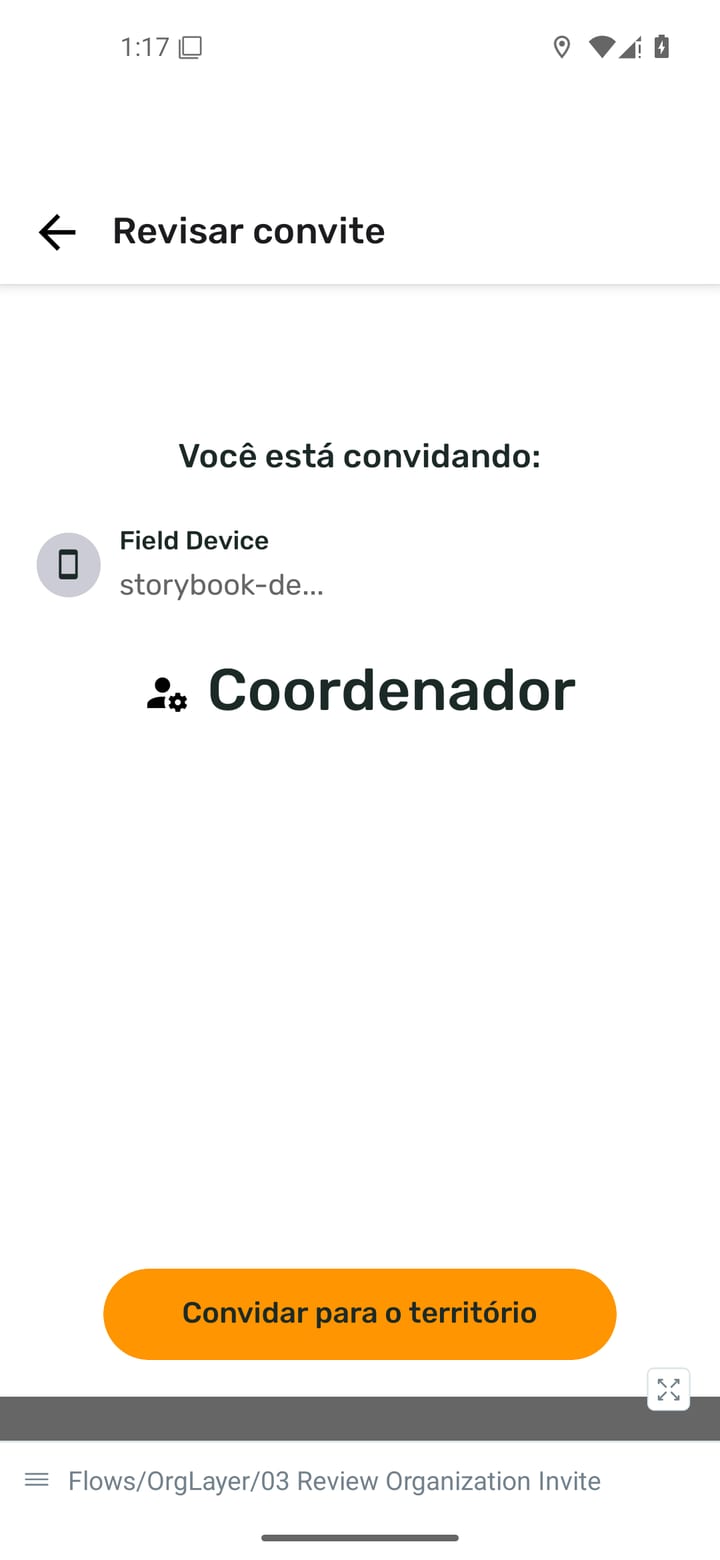 1:17
Revisar convite
Você está convidando:
Field Device
storybook-de...
Coordenador
Convidar para o território
Flows/OrgLayer/03 Review Organization Invite